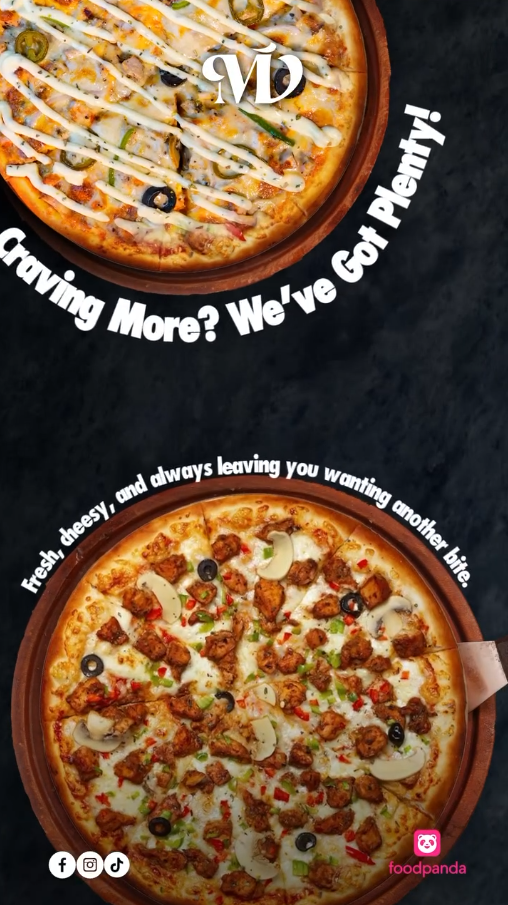 MD
Craving More? We've Got Plenty!
Fresh, cheesy, and always leaving you wanting another bite.
foodpanda